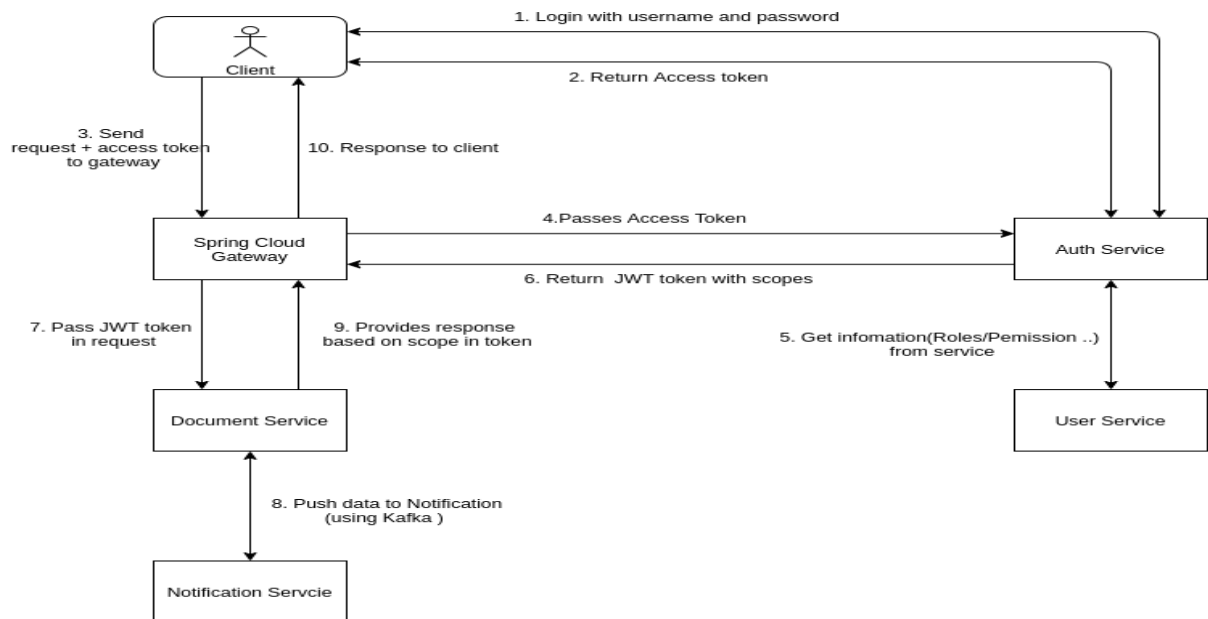 1. Login with username and password
Client
2. Return Access token
3. Send
request + access token
to gateway
10. Response to client
4.Passes Access Token
Spring Cloud
Gateway
Auth Service
6. Return JWT token with scopes
7. Pass JWT token
in request
9. Provides response
based on scope in token
5. Get infomation(Roles/Pemission ..)
from service
Document Service
User Service
8. Push data to Notification
(using Kafka )
Notification Servcie